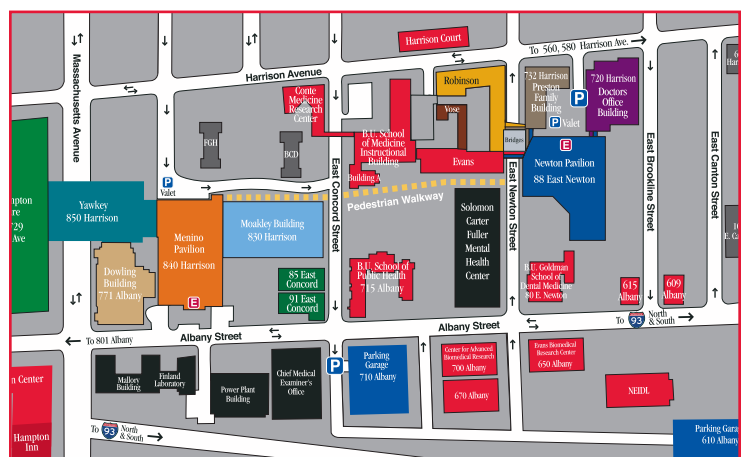 Harrison Court
To 560, 580 Harrison Ave.
Harrison Avenue
Massachusetts Avenue
Robinson
732 Harrison
Preston
Family
Building
P
P Valet
720 Harrison
Doctors
Office
Building
Conte
Medicine
Research
Center
Vose
B.U. School
of Medicine
Instructional
Building
Bridges
E
FGH
BCD
Evans
Newton Pavilion
88 East Newton
Building A
P
Valet
East Concord Street
East Newton Street
East Brookline Street
East Canton Street
Pedestrian Walkway
Yawkey
850 Harrison
Menino
Pavilion
840 Harrison
E
Moakley Building
830 Harrison
Solomon
Carter
Fuller
Mental
Health
Center
Dowling
Building
771 Albany
85 East
Concord
91 East
Concord
B.U. School of
Public Health
715 Albany
B.U. Goldman
School of
Dental Medicine
80 E. Newton
615
Albany
609
Albany
To 93 North
& South
Albany Street
Albany Street
To 801 Albany
Mallory
Building
Finland
Laboratory
Power Plant
Building
Chief Medical
Examiner's
Office
P
Parking
Garage
710 Albany
Center for Advanced
Biomedical Research
700 Albany
670 Albany
Evans Biomedical
Research Center
650 Albany
NEIDL
To 93 North
& South
Hampton
Inn
Center
Parking
610 Albany